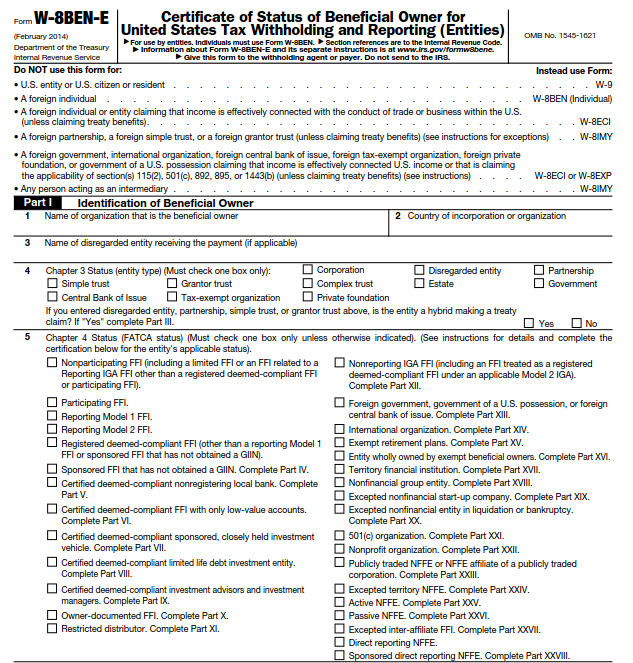 Form W-8BEN-E
(February 2014)
Department of the Treasury
Internal Revenue Service
Certificate of Status of Beneficial Owner for
United States Tax Withholding and Reporting (Entities)
▶ For use by entities. Individuals must use Form W-8BEN. ▶ Section references are to the Internal Revenue Code.
▶ Information about Form W-8BEN-E and its separate instructions is at www.irs.gov/formw8bene.
▶ Give this form to the withholding agent or payer. Do not send to the IRS.
OMB No. 1545-1621
Do NOT use this form for: Instead use Form:
• U.S. entity or U.S. citizen or resident . . . W-9
• A foreign individual . . . W-8BEN (Individual)
• A foreign individual or entity claiming that income is effectively connected with the conduct of trade or business within the U.S.
(unless claiming treaty benefits). . . . W-8ECI
• A foreign partnership, a foreign simple trust, or a foreign grantor trust (unless claiming treaty benefits) (see instructions for exceptions) . . W-8IMY
• A foreign government, international organization, foreign central bank of issue, foreign tax-exempt organization, foreign private
foundation, or government of a U.S. possession claiming that income is effectively connected U.S. income or that is claiming
the applicability of section(s) 115(2), 501(c), 892, 895, or 1443(b) (unless claiming treaty benefits) (see instructions) . . . W-8ECI or W-8EXP
• Any person acting as an intermediary . . . W-8IMY
Part I Identification of Beneficial Owner
1 Name of organization that is the beneficial owner
2 Country of incorporation or organization
3 Name of disregarded entity receiving the payment (if applicable)
4 Chapter 3 Status (entity type) (Must check one box only): Corporation Disregarded entity Partnership
Simple trust Grantor trust Complex trust Estate Government
Central Bank of Issue Tax-exempt organization Private foundation
If you entered disregarded entity, partnership, simple trust, or grantor trust above, is the entity a hybrid making a treaty
claim? If "Yes" complete Part III. Yes No
5 Chapter 4 Status (FATCA status) (Must check one box only unless otherwise indicated). (See instructions for details and complete the
certification below for the entity's applicable status).
Nonparticipating FFI (including a limited FFI or an FFI related to a
Reporting IGA FFI other than a registered deemed-compliant FFI
or participating FFI).
Participating FFI.
Reporting Model 1 FFI.
Reporting Model 2 FFI.
Registered deemed-compliant FFI (other than a reporting Model 1
FFI or sponsored FFI that has not obtained a GIIN).
Sponsored FFI that has not obtained a GIIN. Complete Part IV.
Certified deemed-compliant nonregistering local bank. Complete
Part V.
Certified deemed-compliant FFI with only low-value accounts.
Complete Part VI.
Certified deemed-compliant sponsored, closely held investment
vehicle. Complete Part VII.
Certified deemed-compliant limited life debt investment entity.
Complete Part VIII.
Certified deemed-compliant investment advisors and investment
managers. Complete Part IX.
Owner-documented FFI. Complete Part X.
Restricted distributor. Complete Part XI.
Nonreporting IGA FFI (including an FFI treated as a registered
deemed-compliant FFI under an applicable Model 2 IGA).
Complete Part XII.
Foreign government, government of a U.S. possession, or foreign
central bank of issue. Complete Part XIII.
International organization. Complete Part XIV.
Exempt retirement plans. Complete Part XV.
Entity wholly owned by exempt beneficial owners. Complete Part XVI.
Territory financial institution. Complete Part XVII.
Nonfinancial group entity. Complete Part XVIII.
Excepted nonfinancial start-up company. Complete Part XIX.
Excepted nonfinancial entity in liquidation or bankruptcy.
Complete Part XX.
501(c) organization. Complete Part XXI.
Nonprofit organization. Complete Part XXII.
Publicly traded NFFE or NFFE affiliate of a publicly traded
corporation. Complete Part XXIII.
Excepted territory NFFE. Complete Part XXIV.
Active NFFE. Complete Part XXV.
Passive NFFE. Complete Part XXVI.
Excepted inter-affiliate FFI. Complete Part XXVII.
Direct reporting NFFE.
Sponsored direct reporting NFFE. Complete Part XXVIII.